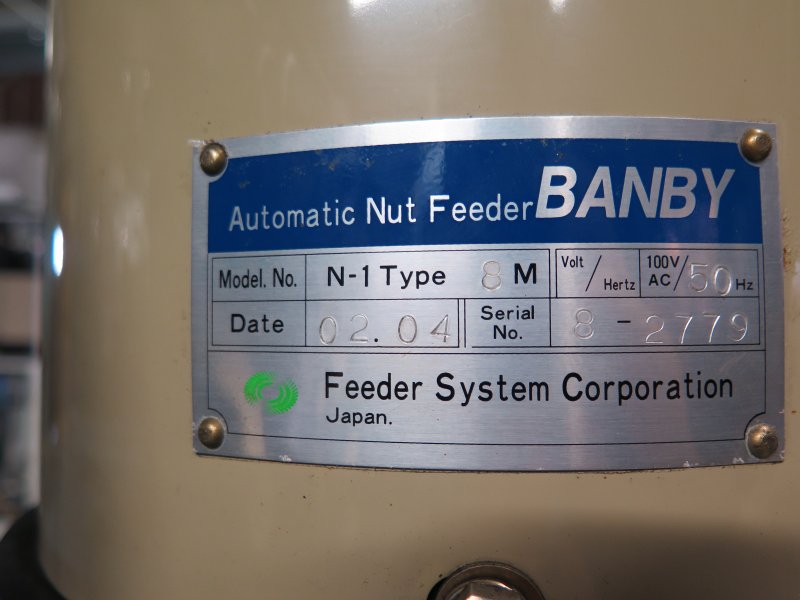 Automatic Nut Feeder BANBY
Model. No. N-1 Type 8 M Volt / Hertz 100V AC / 50 Hz
Date 02.04 Serial No. 8-2779
Feeder System Corporation
Japan.